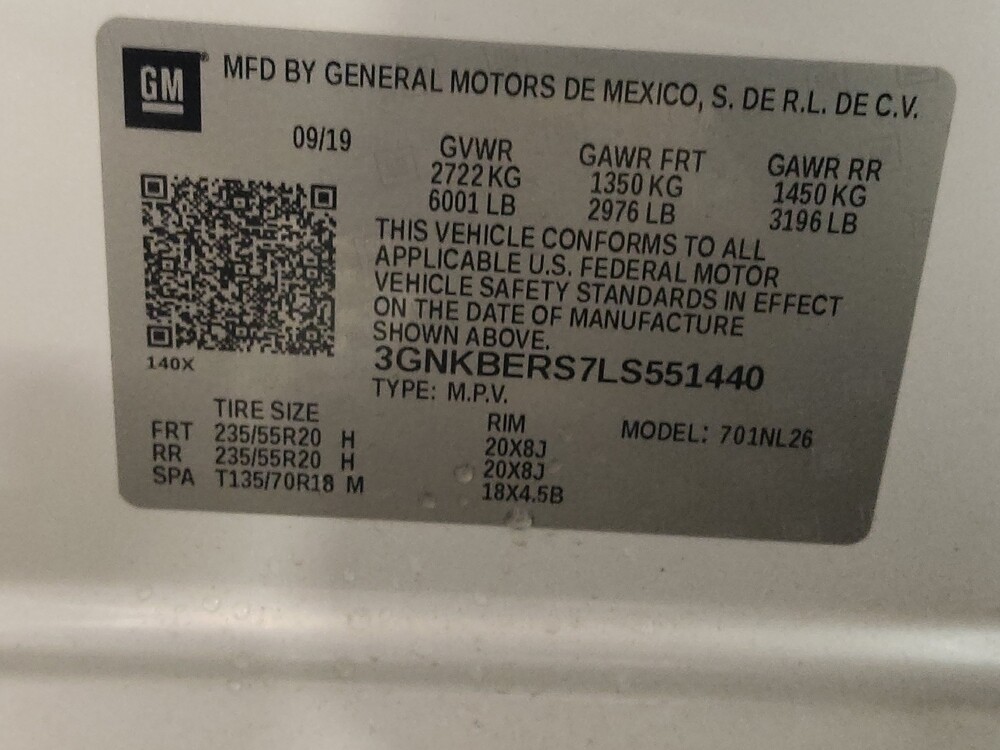 GM
MFD BY GENERAL MOTORS DE MEXICO, S. DE R.L. DE C.V.
09/19
GVWR GAWR FRT GAWR RR
2722 KG 1350 KG 1450 KG
6001 LB 2976 LB 3196 LB
THIS VEHICLE CONFORMS TO ALL
APPLICABLE U.S. FEDERAL MOTOR
VEHICLE SAFETY STANDARDS IN EFFECT
ON THE DATE OF MANUFACTURE
SHOWN ABOVE.
140X
3GNKBERS7LS551440
TYPE: M.P.V.
TIRE SIZE RIM MODEL: 701NL26
FRT 235/55R20 H 20X8J
RR 235/55R20 H 20X8J
SPA T135/70R18 M 18X4.5B